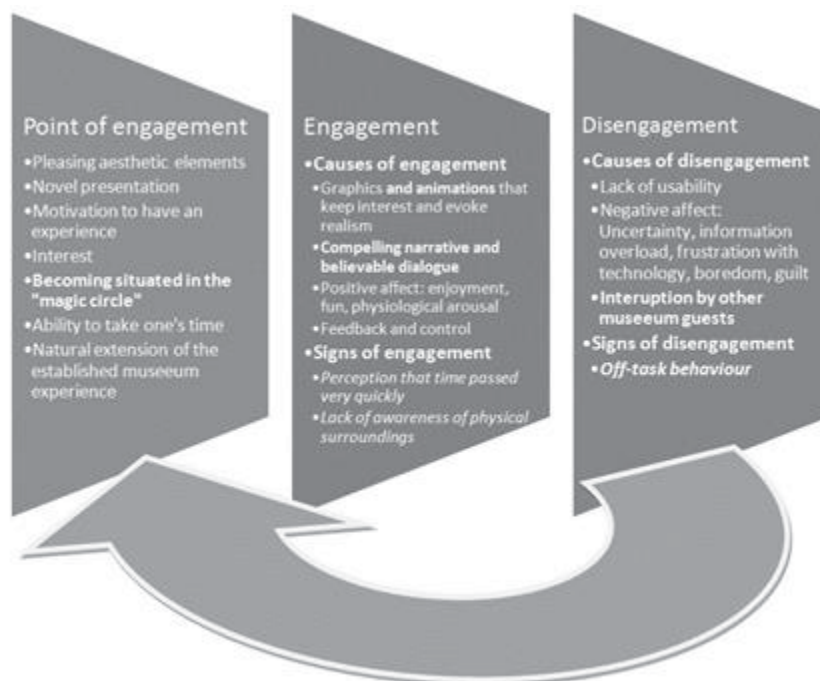 Point of engagement
•Pleasing aesthetic elements
•Novel presentation
•Motivation to have an
experience
•Interest
•Becoming situated in the
"magic circle"
•Ability to take one's time
•Natural extension of the
established museeum
experience
Engagement
•Causes of engagement
•Graphics and animations that
keep interest and evoke
realism
•Compelling narrative and
believable dialogue
•Positive affect: enjoyment,
fun, physiological arousal
•Feedback and control
•Signs of engagement
•Perception that time passed
very quickly
•Lack of awareness of physical
surroundings
Disengagement
•Causes of disengagement
•Lack of usability
•Negative affect:
Uncertainty, information
overload, frustration with
technology, boredom, guilt
•Interuption by other
museeum guests
•Signs of disengagement
•Off-task behaviour